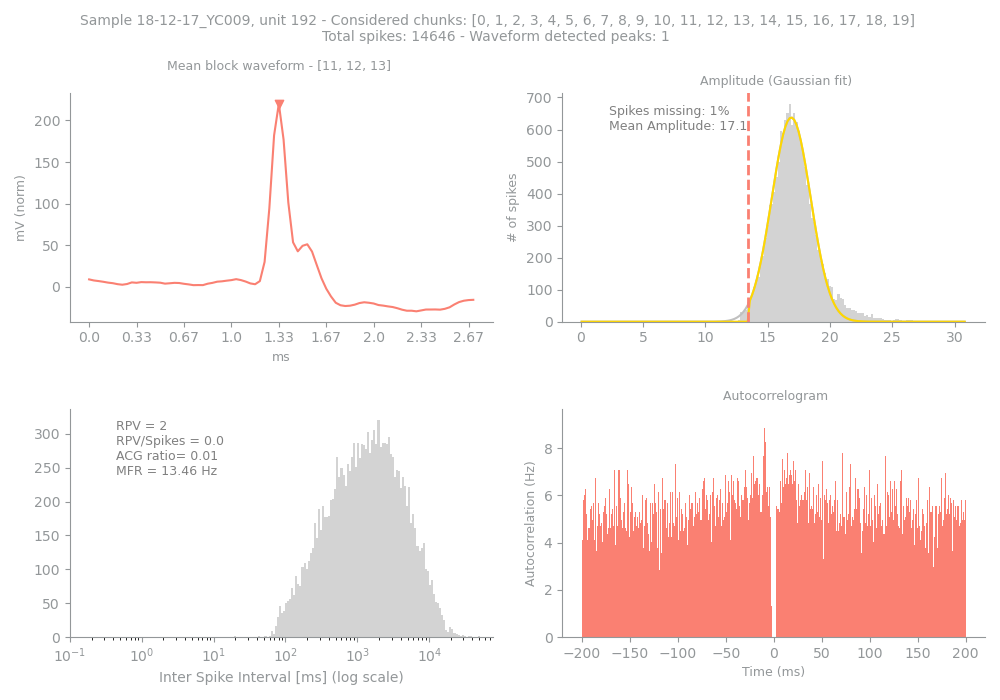 Sample 18-12-17_YC009, unit 192 - Considered chunks: [0, 1, 2, 3, 4, 5, 6, 7, 8, 9, 10, 11, 12, 13, 14, 15, 16, 17, 18, 19]
Total spikes: 14646 - Waveform detected peaks: 1
Mean block waveform - [11, 12, 13]
mV (norm)
200
150
100
50
0
0.0 0.33 0.67 1.0 1.33 1.67 2.0 2.33 2.67
ms
Amplitude (Gaussian fit)
Spikes missing: 1%
Mean Amplitude: 17.1
# of spikes
700
600
500
400
300
200
100
0
0 5 10 15 20 25 30
RPV = 2
RPV/Spikes = 0.0
ACG ratio= 0.01
MFR = 13.46 Hz
300
250
200
150
100
50
0
10⁻¹ 10⁰ 10¹ 10² 10³ 10⁴
Inter Spike Interval [ms] (log scale)
Autocorrelogram
Autocorrelation (Hz)
8
6
4
2
0
−200 −150 −100 −50 0 50 100 150 200
Time (ms)